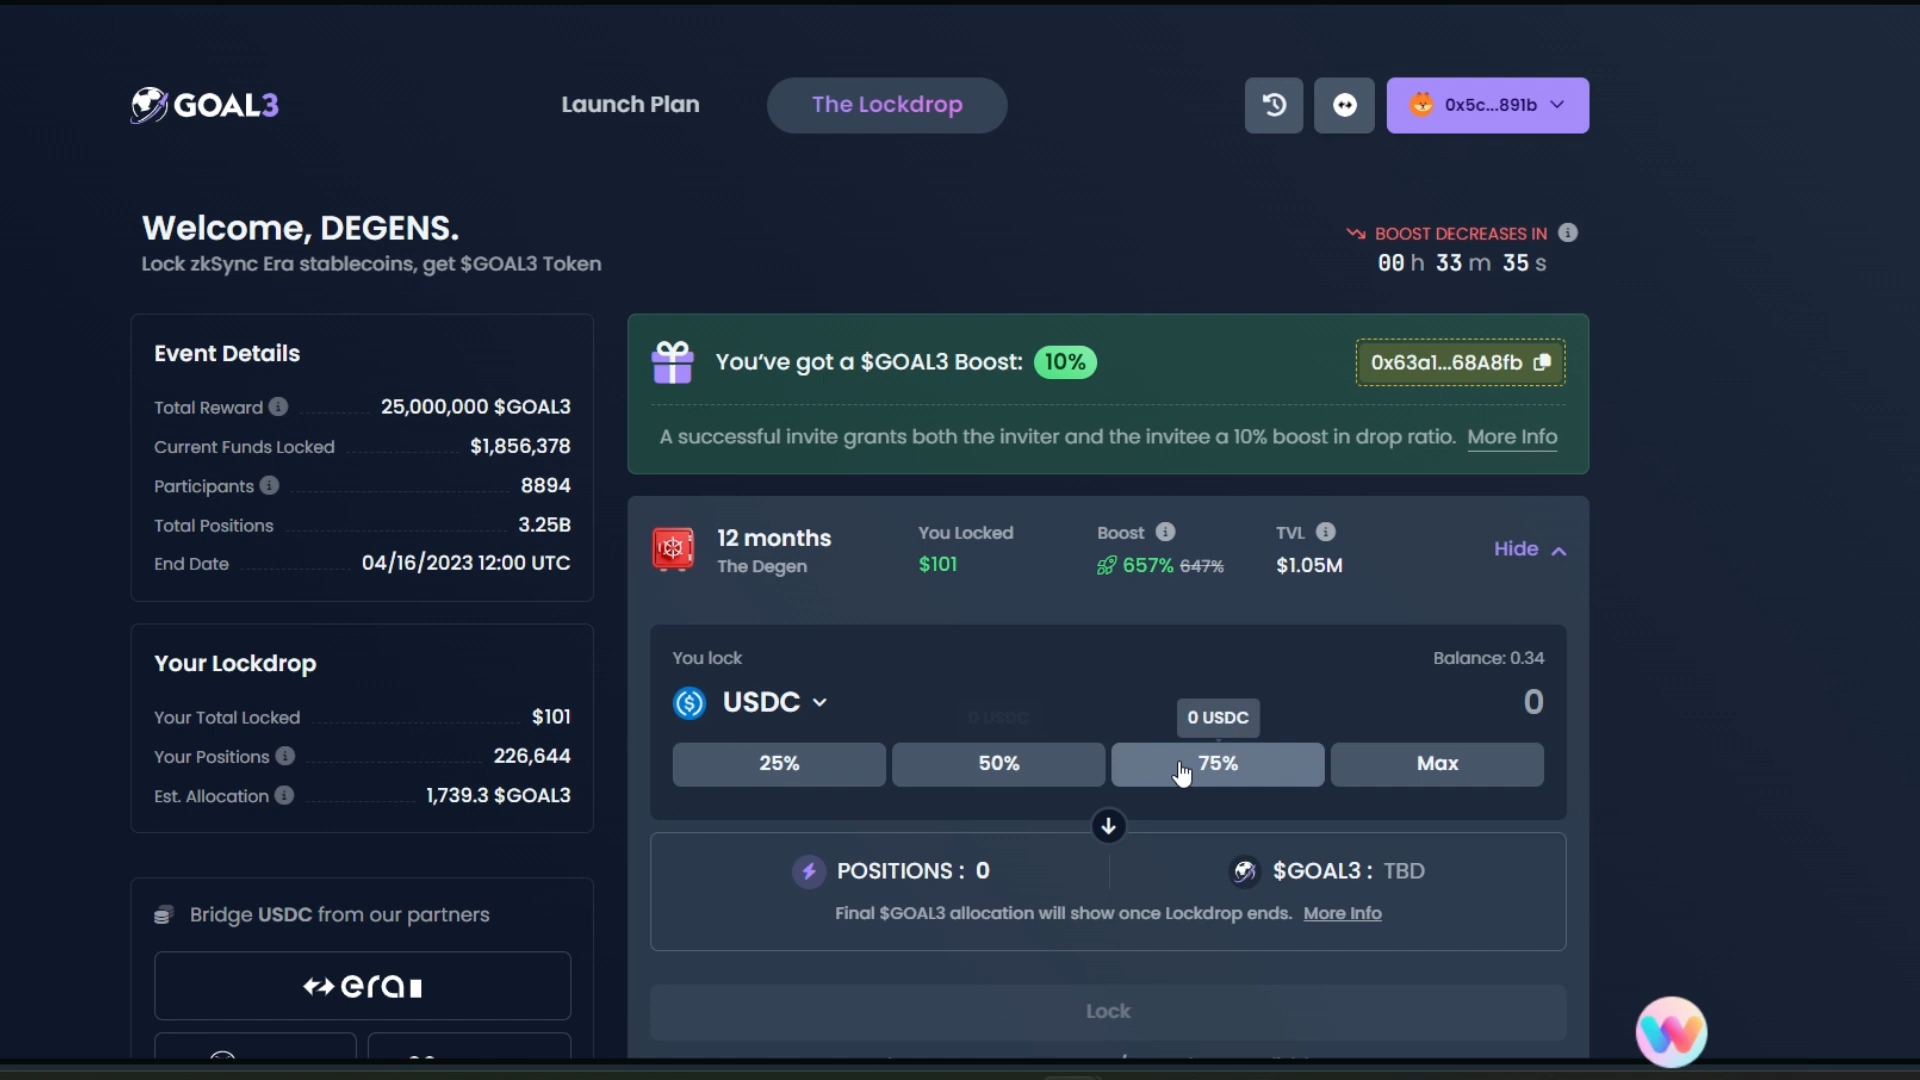 GOAL3
Launch Plan
The Lockdrop
0x5c...891b
Welcome, DEGENS.
Lock zkSync Era stablecoins, get $GOAL3 Token
BOOST DECREASES IN
00 h 33 m 35 s
Event Details
Total Reward 25,000,000 $GOAL3
Current Funds Locked $1,856,378
Participants 8894
Total Positions 3.25B
End Date 04/16/2023 12:00 UTC
Your Lockdrop
Your Total Locked $101
Your Positions 226,644
Est. Allocation 1,739.3 $GOAL3
Bridge USDC from our partners
era
You've got a $GOAL3 Boost: 10%
0x63a1...68A8fb
A successful invite grants both the inviter and the invitee a 10% boost in drop ratio. More Info
12 months
The Degen
You Locked
$101
Boost
657% 647%
TVL
$1.05M
Hide
You lock
Balance: 0.34
USDC
0
0 USDC
0 USDC
25%
50%
75%
Max
POSITIONS : 0
$GOAL3 : TBD
Final $GOAL3 allocation will show once Lockdrop ends. More Info
Lock